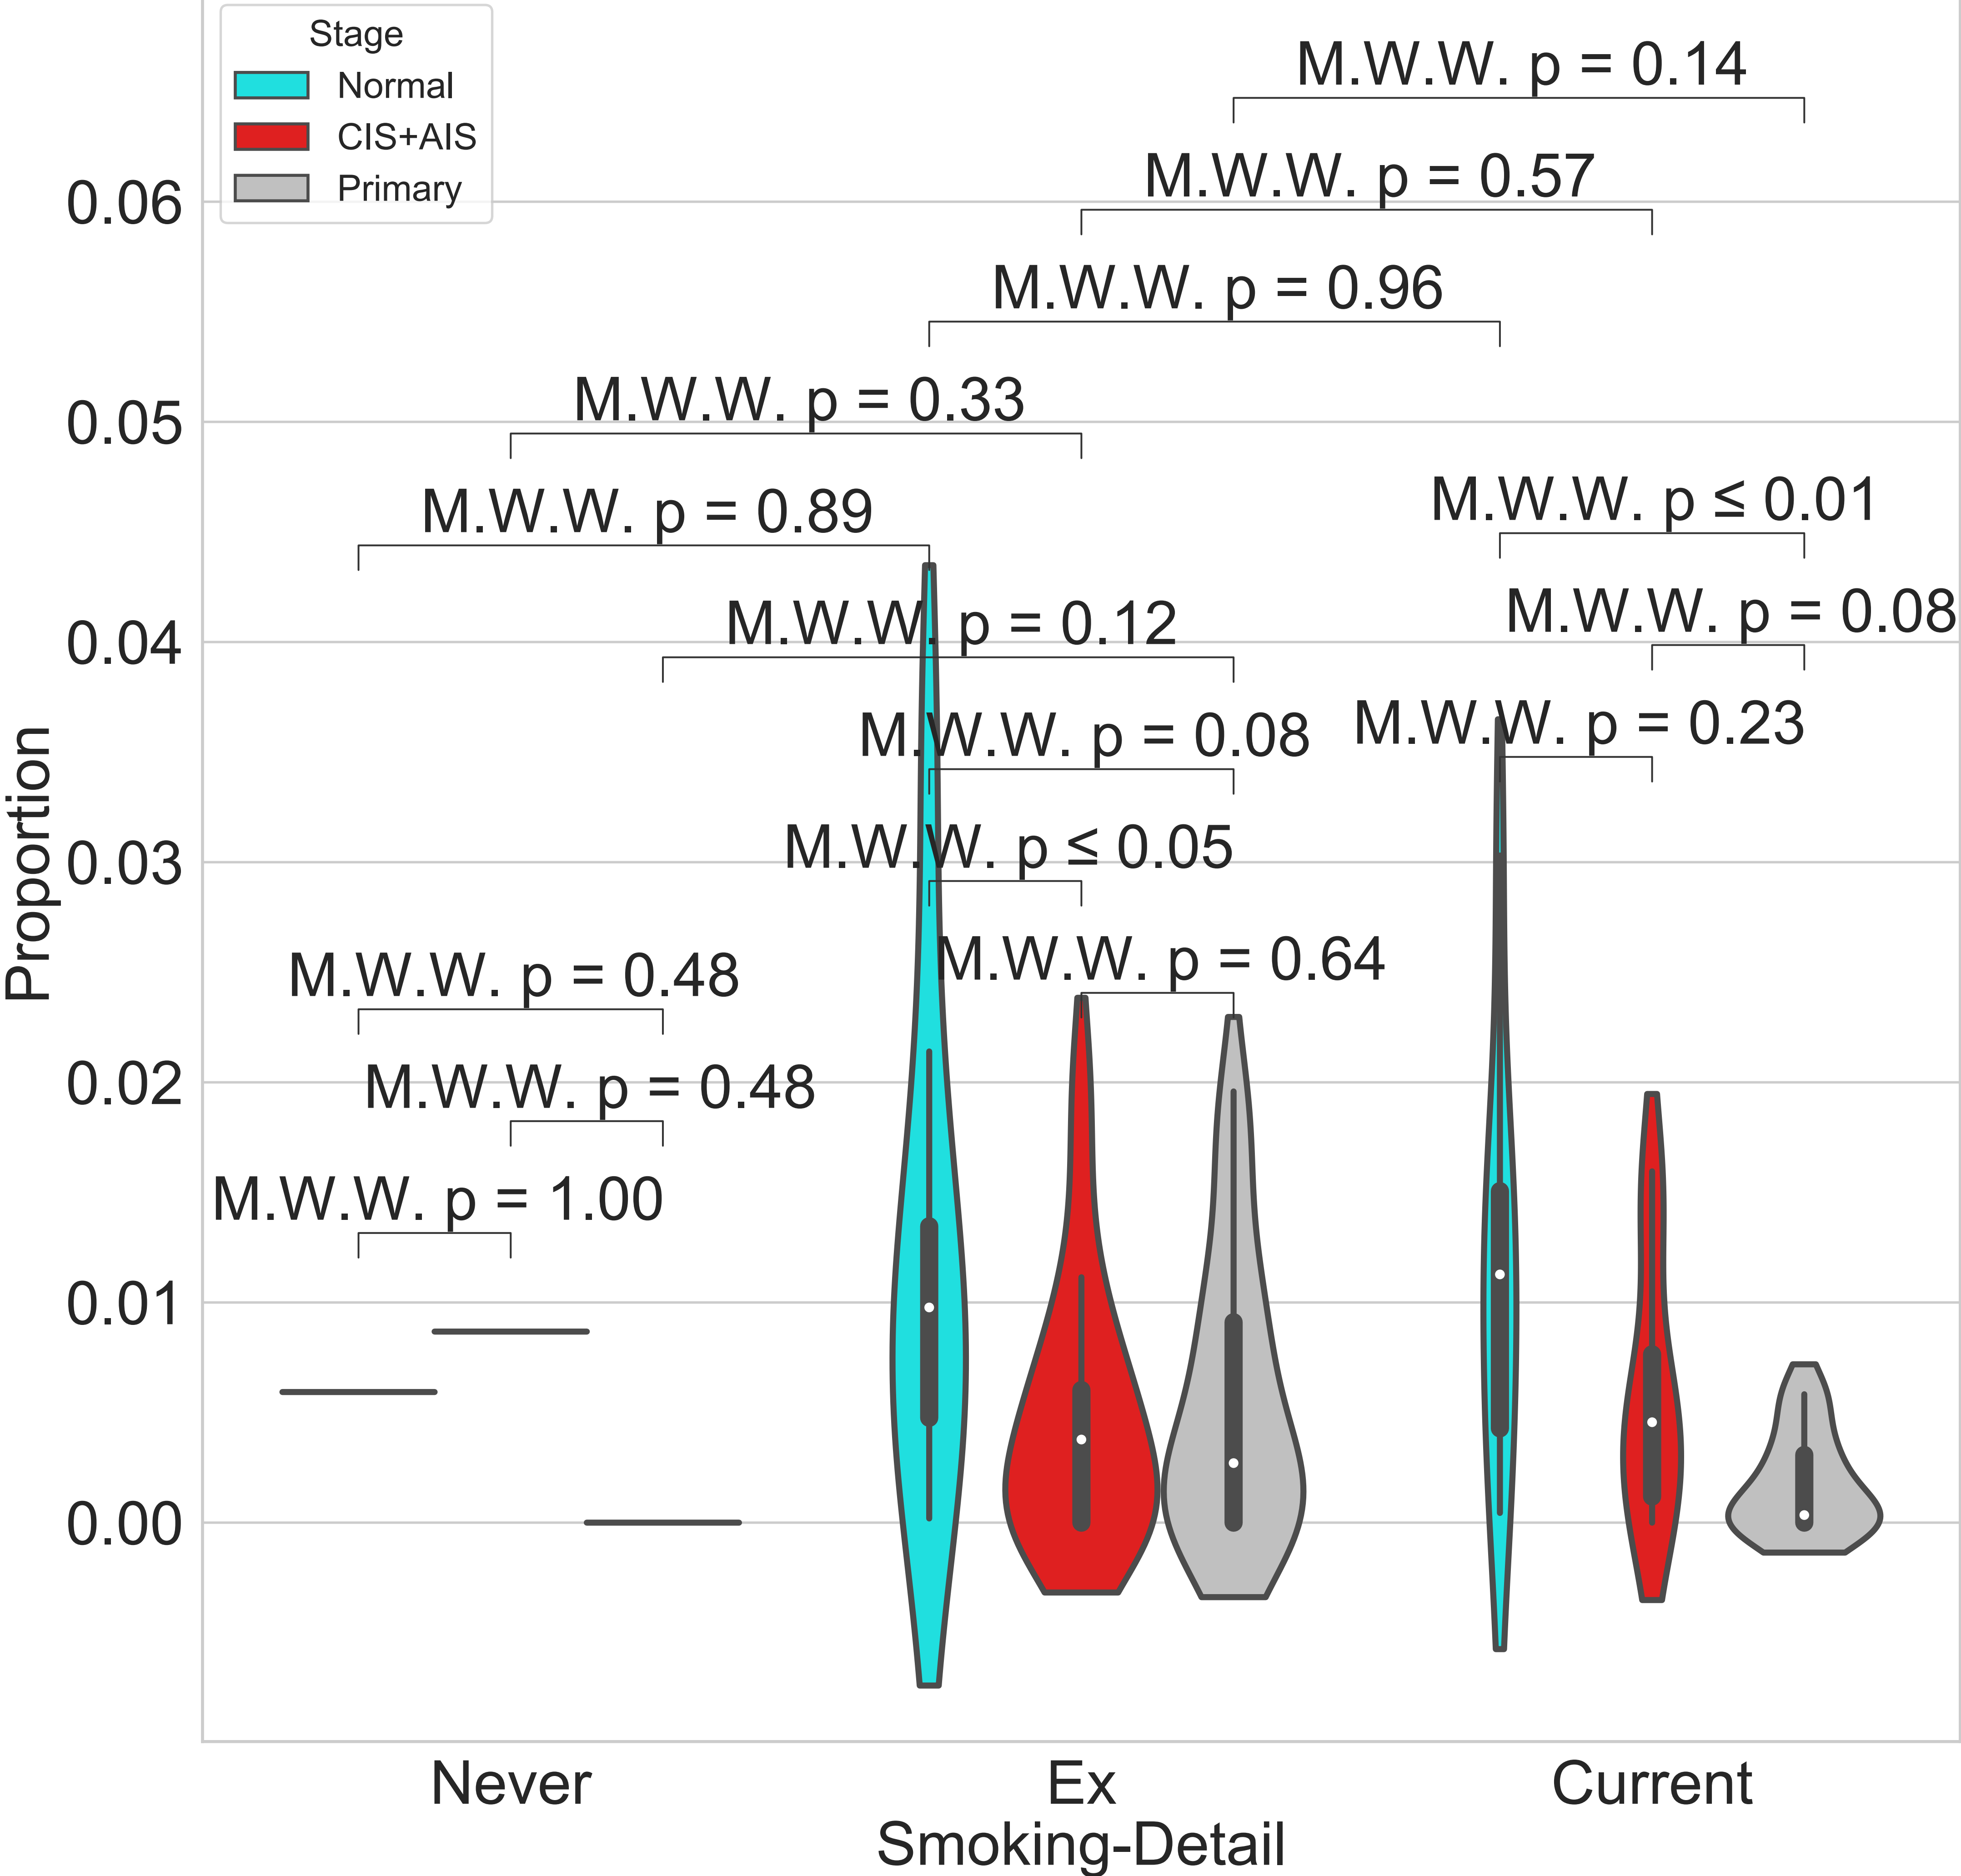 Stage
Normal
CIS+AIS
Primary
M.W.W. p = 0.14
M.W.W. p = 0.57
M.W.W. p = 0.96
M.W.W. p = 0.33
M.W.W. p = 0.89
M.W.W. p ≤ 0.01
M.W.W. p = 0.12
M.W.W. p = 0.08
M.W.W. p = 0.08
M.W.W. p = 0.23
M.W.W. p ≤ 0.05
M.W.W. p = 0.64
M.W.W. p = 0.48
M.W.W. p = 0.48
M.W.W. p = 1.00
Proportion
0.06
0.05
0.04
0.03
0.02
0.01
0.00
Never
Ex
Current
Smoking-Detail